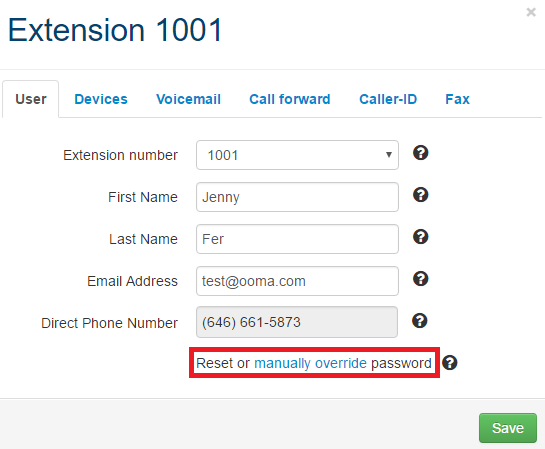 ×
Extension 1001
User Devices Voicemail Call forward Caller-ID Fax
Extension number 1001 ▾ ?
First Name Jenny ?
Last Name Fer ?
Email Address test@ooma.com ?
Direct Phone Number (646) 661-5873 ?
Reset or manually override password ?
Save